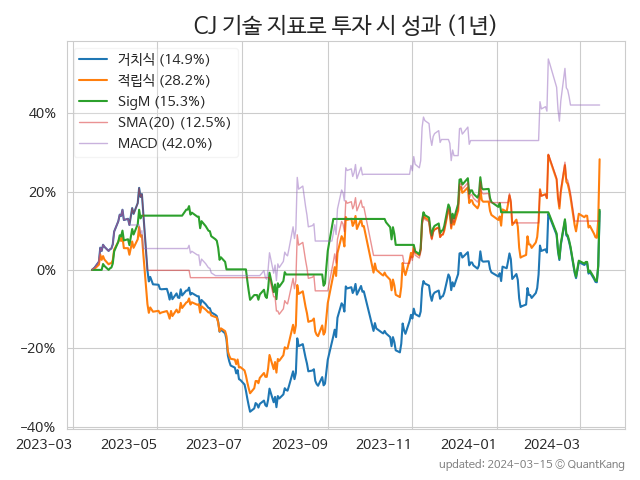 CJ 기술 지표로 투자 시 성과 (1년)
거치식 (14.9%)
적립식 (28.2%)
SigM (15.3%)
SMA(20) (12.5%)
MACD (42.0%)
40%
20%
0%
−20%
−40%
2023-03 2023-05 2023-07 2023-09 2023-11 2024-01 2024-03
updated: 2024-03-15 ⓒ QuantKang